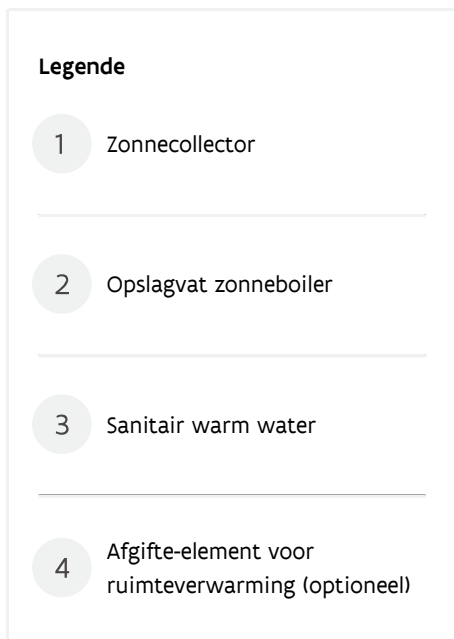 Legende
1 Zonnecollector
2 Opslagvat zonneboiler
3 Sanitair warm water
4 Afgifte-element voor
ruimteverwarming (optioneel)